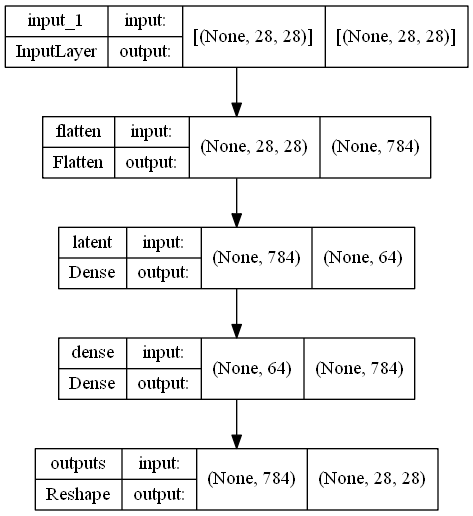 input_1 input: [(None, 28, 28)] [(None, 28, 28)]
InputLayer output:
flatten input: (None, 28, 28) (None, 784)
Flatten output:
latent input: (None, 784) (None, 64)
Dense output:
dense input: (None, 64) (None, 784)
Dense output:
outputs input: (None, 784) (None, 28, 28)
Reshape output: